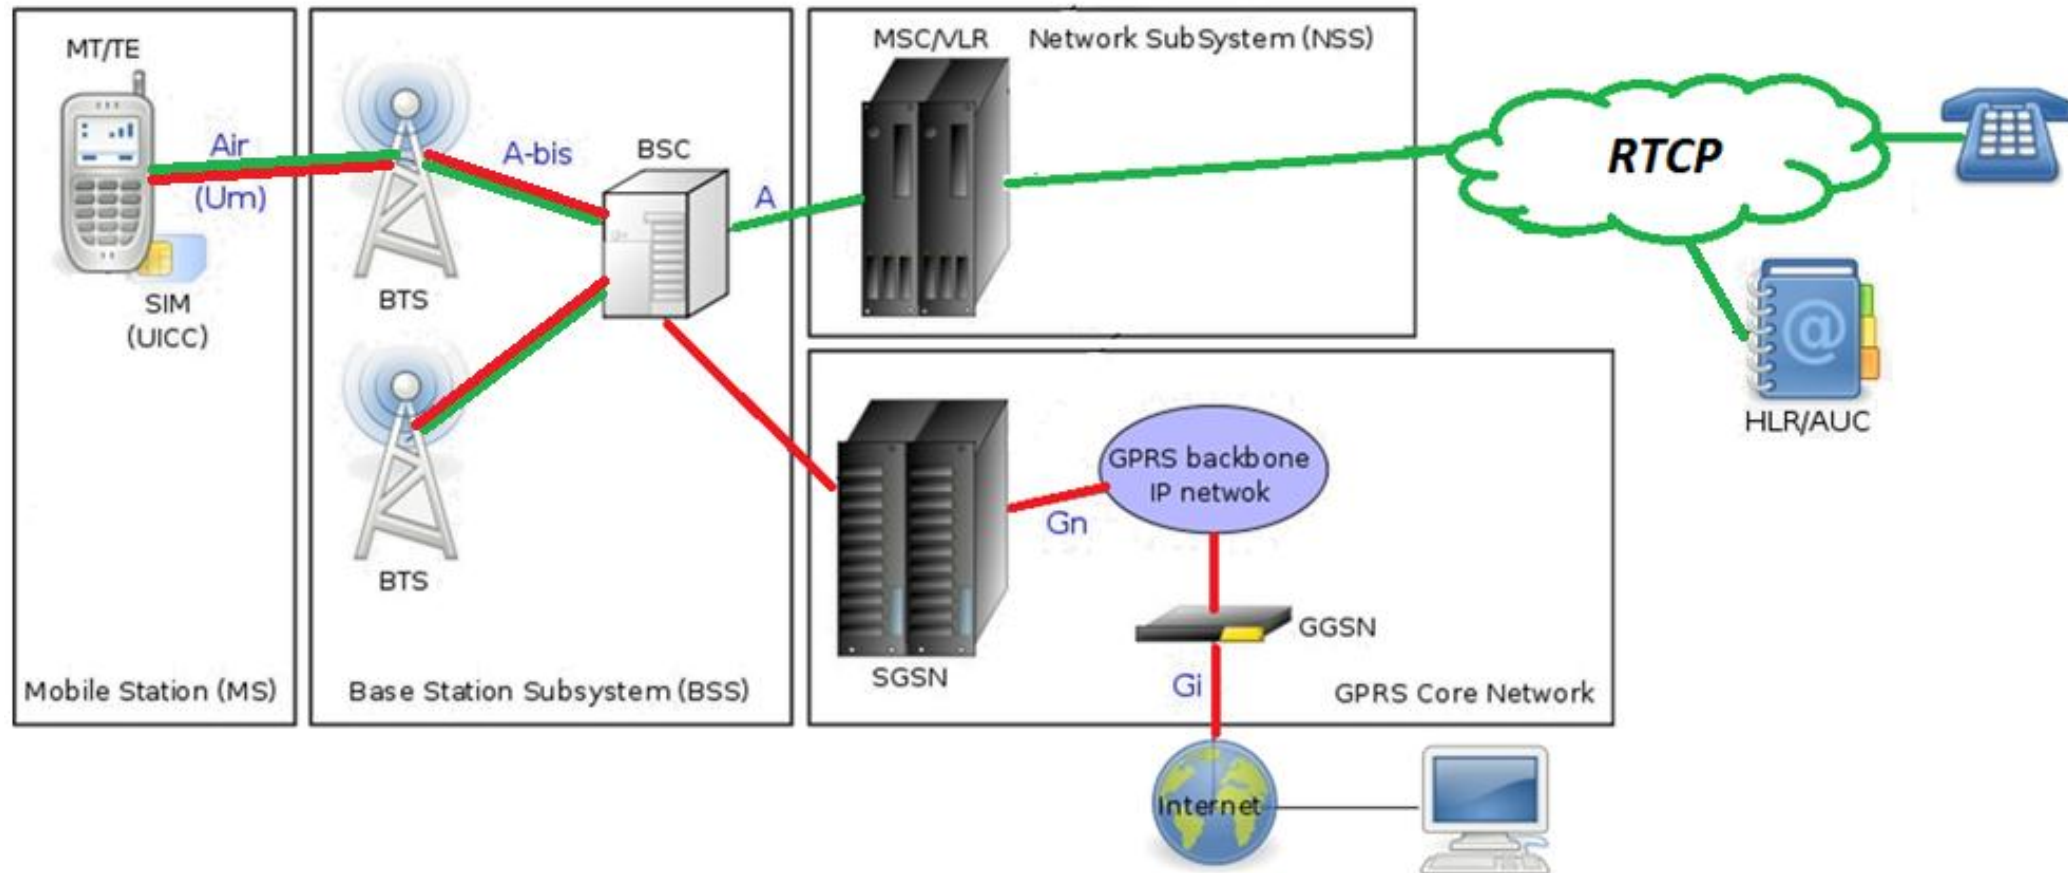 MT/TE
Air
(Um)
SIM
(UICC)
Mobile Station (MS)
BTS
A-bis
BSC
BTS
Base Station Subsystem (BSS)
A
MSC/VLR
Network SubSystem (NSS)
RTCP
@
HLR/AUC
SGSN
Gn
GPRS backbone
IP netwok
GGSN
Gi
GPRS Core Network
Internet